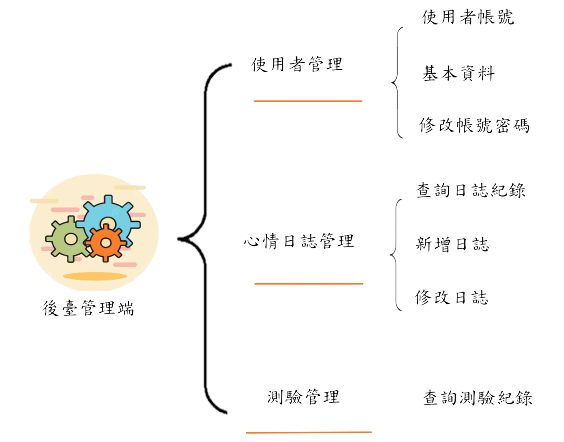 後臺管理端
使用者管理
使用者帳號
基本資料
修改帳號密碼
心情日誌管理
查詢日誌紀錄
新增日誌
修改日誌
測驗管理
查詢測驗紀錄